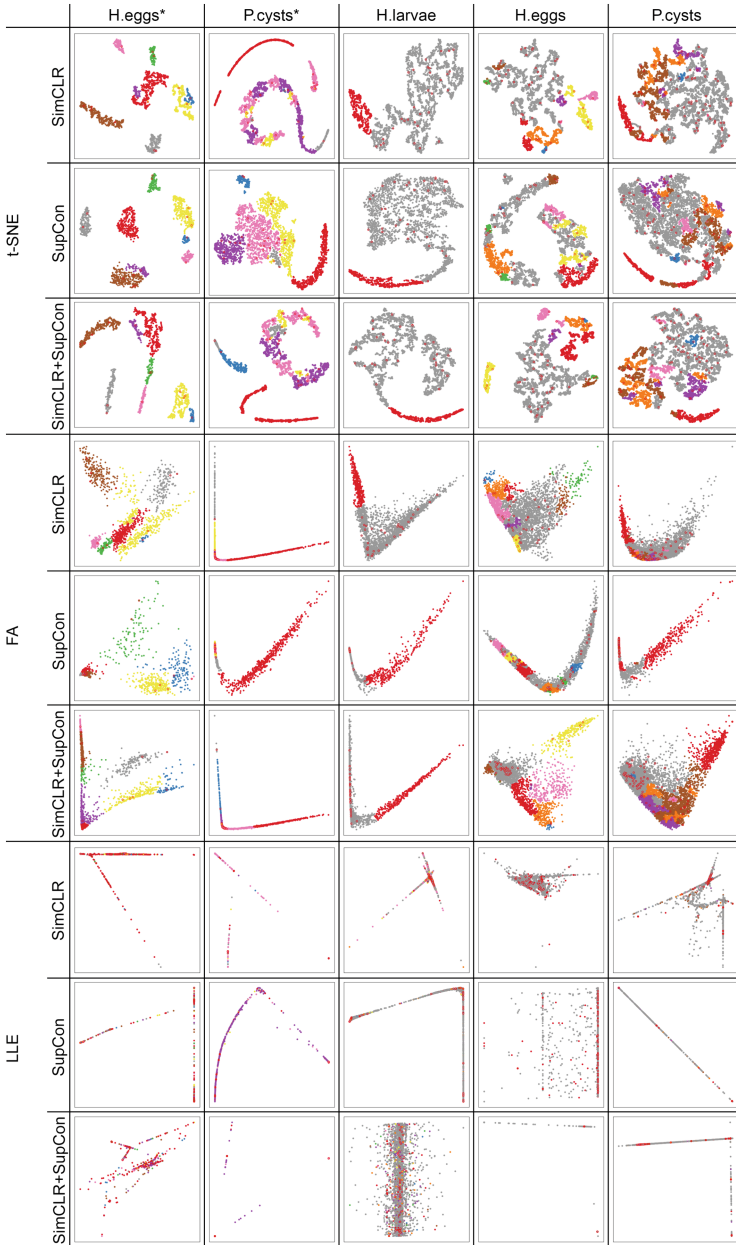 H.eggs* P.cysts* H.larvae H.eggs P.cysts
t-SNE
SimCLR
SupCon
SimCLR+SupCon
FA
SimCLR
SupCon
SimCLR+SupCon
LLE
SimCLR
SupCon
SimCLR+SupCon